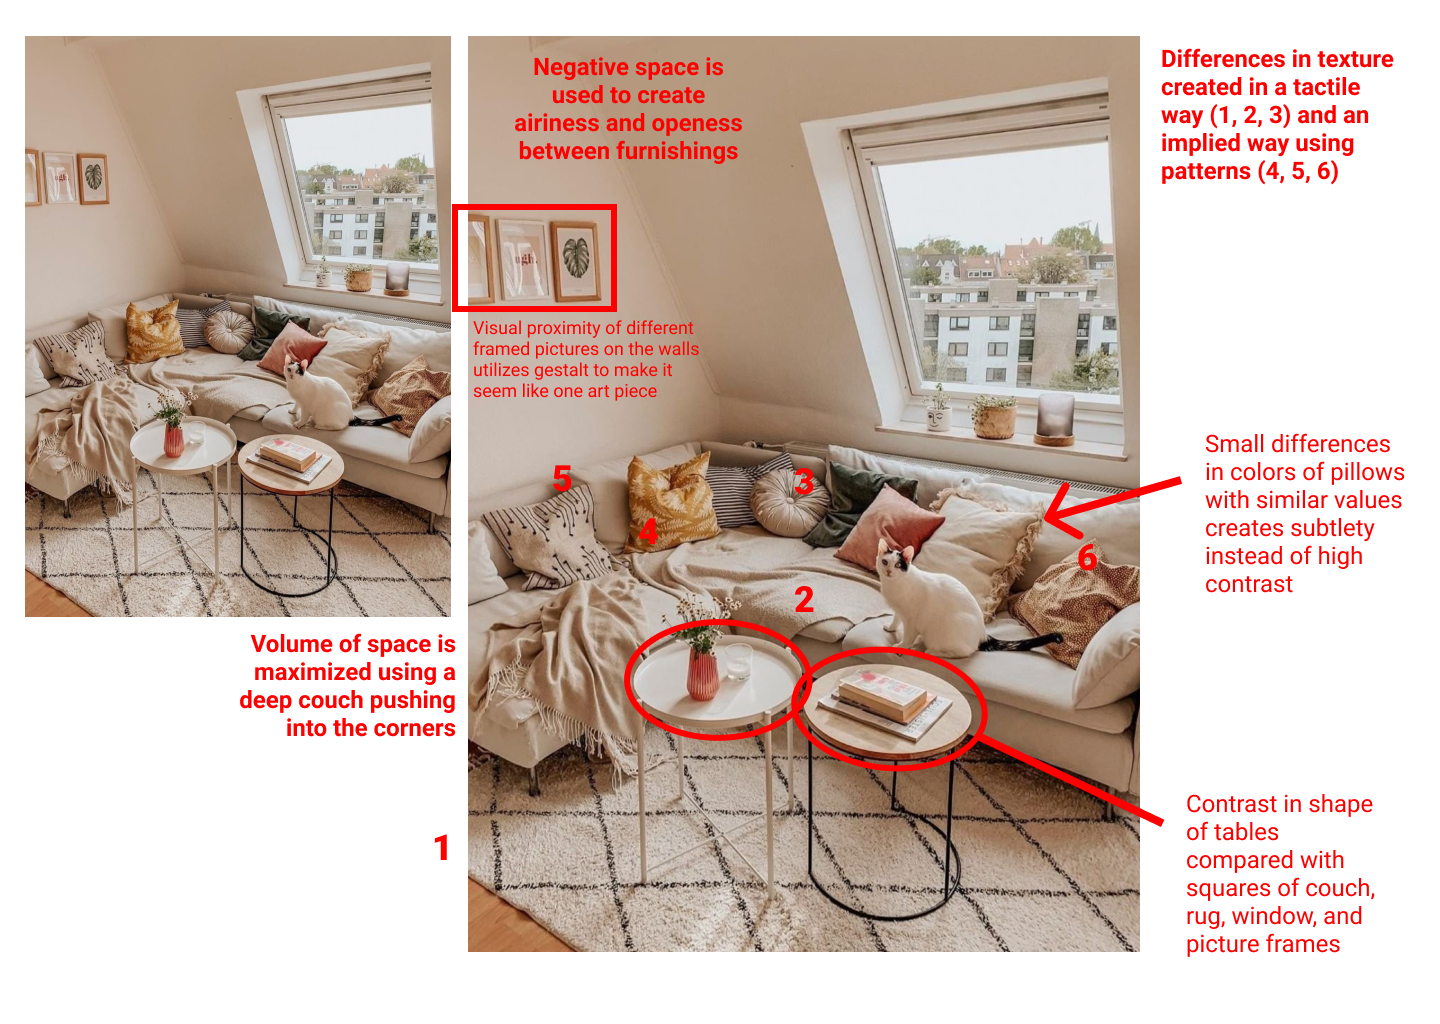 Negative space is
used to create
airiness and openess
between furnishings
Differences in texture
created in a tactile
way (1, 2, 3) and an
implied way using
patterns (4, 5, 6)
ugh.
ugh.
Visual proximity of different
framed pictures on the walls
utilizes gestalt to make it
seem like one art piece
Small differences
in colors of pillows
with similar values
creates subtlety
instead of high
contrast
5
3
4
6
2
Volume of space is
maximized using a
deep couch pushing
into the corners
1
Contrast in shape
of tables
compared with
squares of couch,
rug, window, and
picture frames